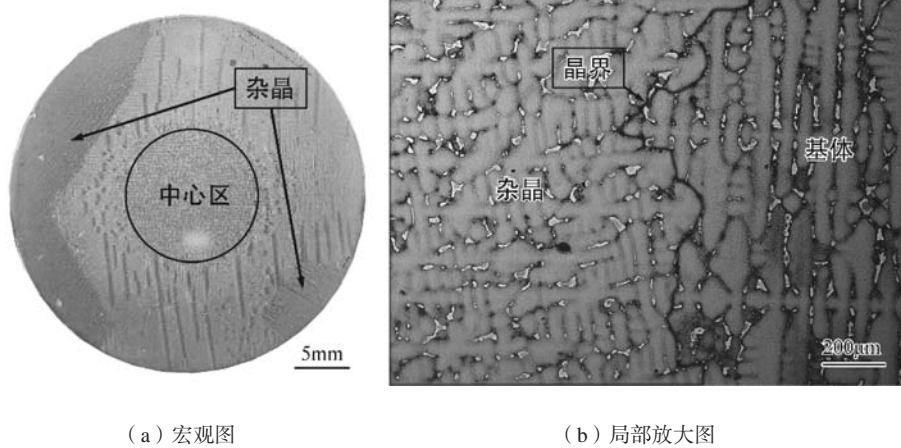 杂晶
中心区
5mm
晶界
基体
杂晶
200μm
（a）宏观图
（b）局部放大图